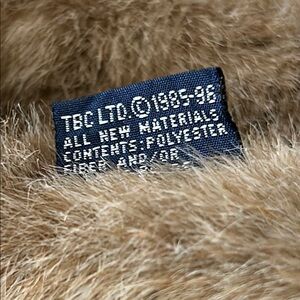 TBC LTD.©1985-96
ALL NEW MATERIALS
CONTENTS:POLYESTER
FIBER AND/OR